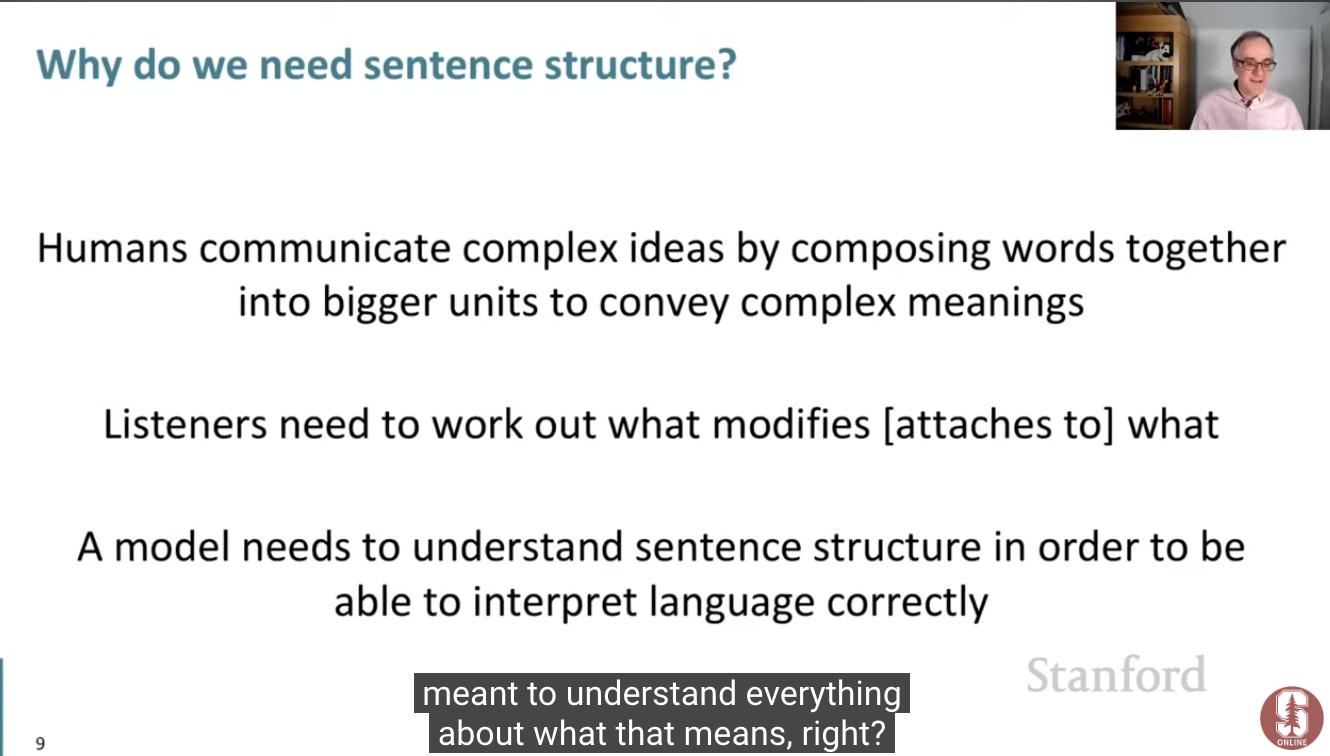 Why do we need sentence structure?
Humans communicate complex ideas by composing words together
into bigger units to convey complex meanings
Listeners need to work out what modifies [attaches to] what
A model needs to understand sentence structure in order to be
able to interpret language correctly
Stanford
meant to understand everything
about what that means, right?
9
S
ONLINE